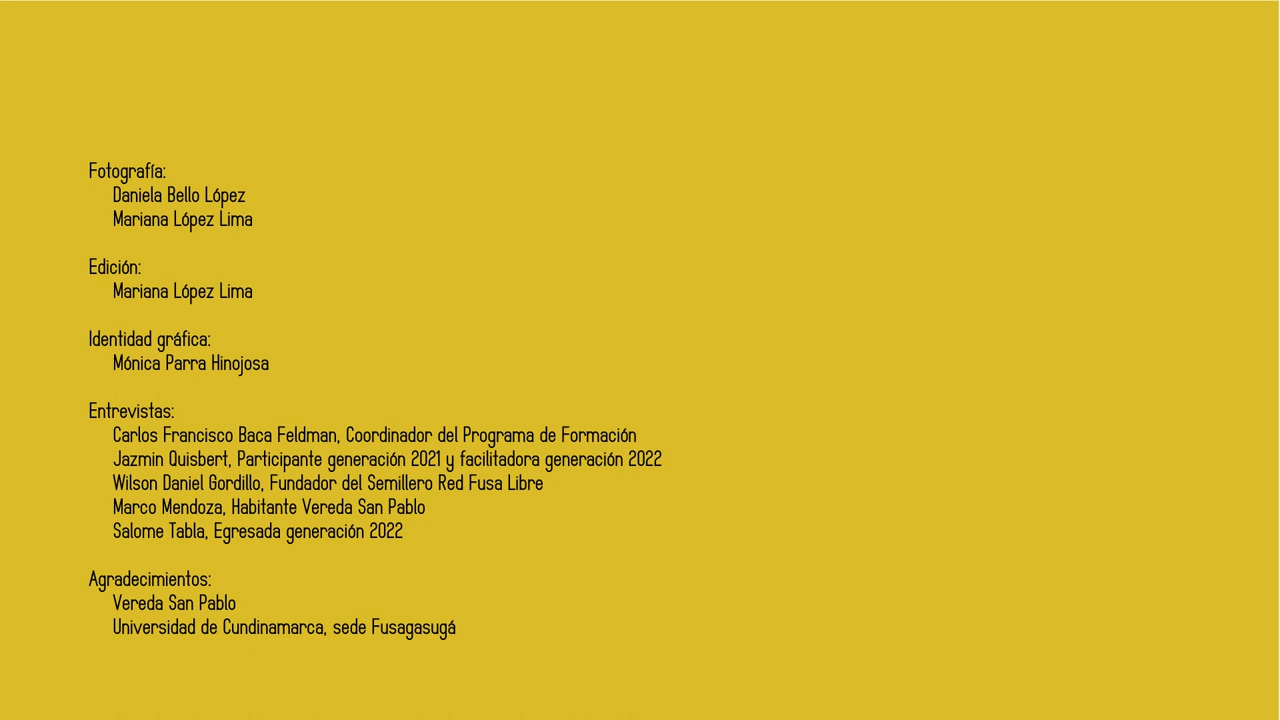 Fotografía:
Daniela Bello López
Mariana López Lima
Edición:
Mariana López Lima
Identidad gráfica:
Mónica Parra Hinojosa
Entrevistas:
Carlos Francisco Baca Feldman, Coordinador del Programa de Formación
Jazmin Quisbert, Participante generación 2021 y facilitadora generación 2022
Wilson Daniel Gordillo, Fundador del Semillero Red Fusa Libre
Marco Mendoza, Habitante Vereda San Pablo
Salome Tabla, Egresada generación 2022
Agradecimientos:
Vereda San Pablo
Universidad de Cundinamarca, sede Fusagasugá